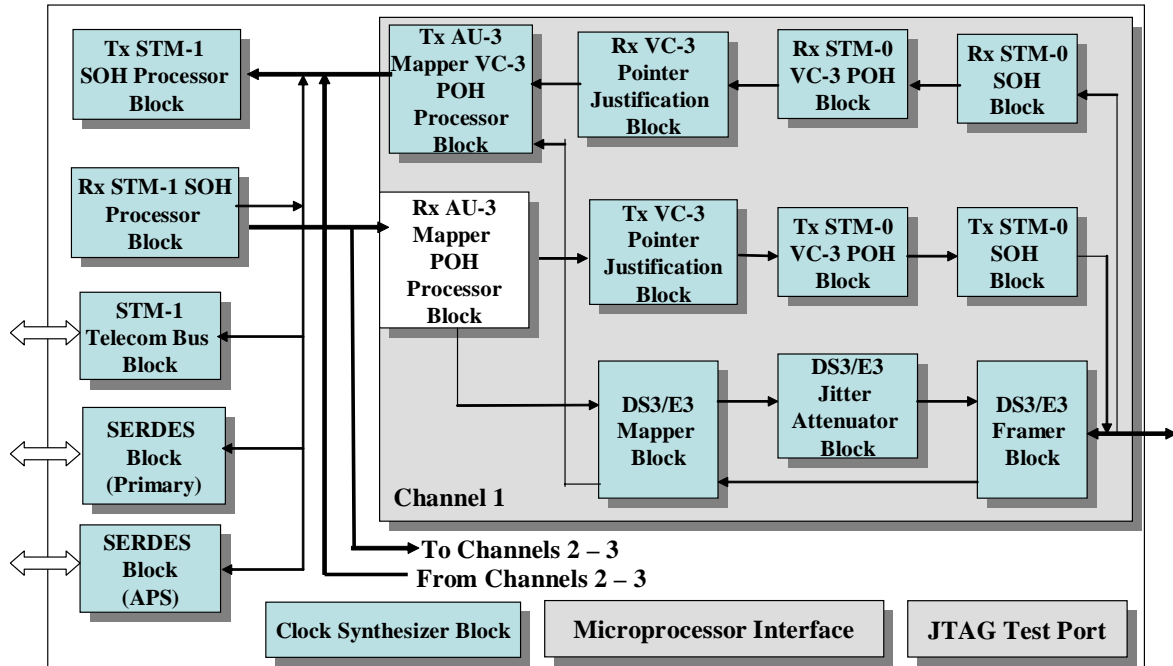 Tx STM-1
SOH Processor
Block
Tx AU-3
Mapper VC-3
POH
Processor
Block
Rx VC-3
Pointer
Justification
Block
Rx STM-0
VC-3 POH
Block
Rx STM-0
SOH
Block
Rx STM-1 SOH
Processor
Block
Rx AU-3
Mapper
POH
Processor
Block
Tx VC-3
Pointer
Justification
Block
Tx STM-0
VC-3 POH
Block
Tx STM-0
SOH
Block
STM-1
Telecom Bus
Block
DS3/E3
Mapper
Block
DS3/E3
Jitter
Attenuator
Block
DS3/E3
Framer
Block
SERDES
Block
(Primary)
Channel 1
SERDES
Block
(APS)
To Channels 2 – 3
From Channels 2 – 3
Clock Synthesizer Block
Microprocessor Interface
JTAG Test Port